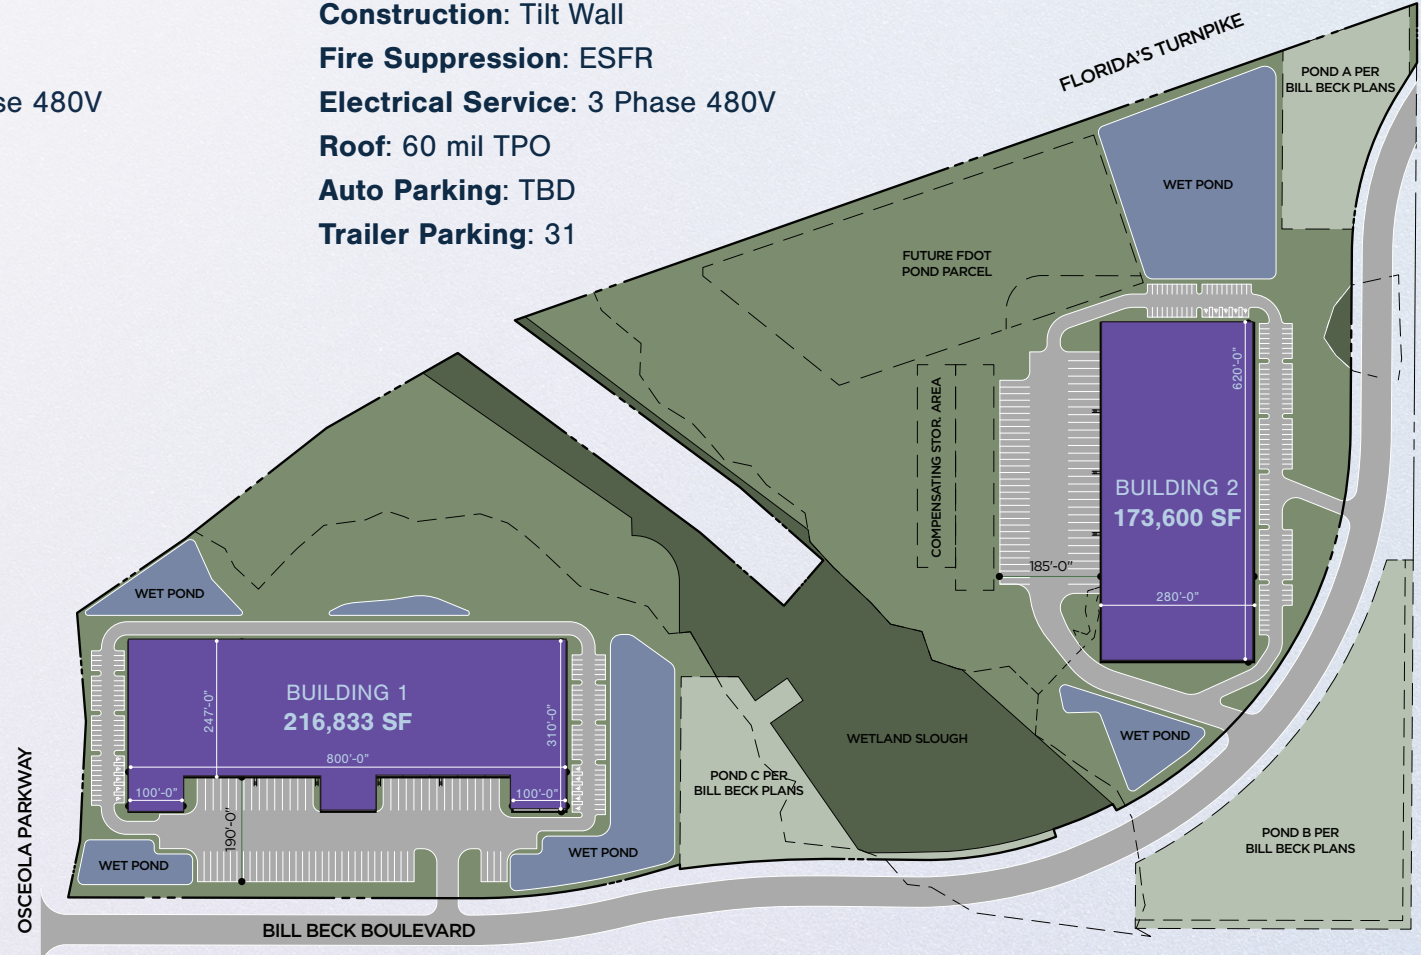 Construction: Tilt Wall
Fire Suppression: ESFR
se 480V
Electrical Service: 3 Phase 480V
Roof: 60 mil TPO
Auto Parking: TBD
Trailer Parking: 31
FLORIDA'S TURNPIKE
POND A PER
BILL BECK PLANS
WET POND
FUTURE FDOT
POND PARCEL
COMPENSATING STOR. AREA
620'-0"
BUILDING 2
173,600 SF
185'-0"
280'-0"
WET POND
BUILDING 1
216,833 SF
247'-0"
310'-0"
800'-0"
100'-0"
100'-0"
190'-0"
WETLAND SLOUGH
WET POND
POND C PER
BILL BECK PLANS
POND B PER
BILL BECK PLANS
WET POND
WET POND
OSCEOLA PARKWAY
BILL BECK BOULEVARD